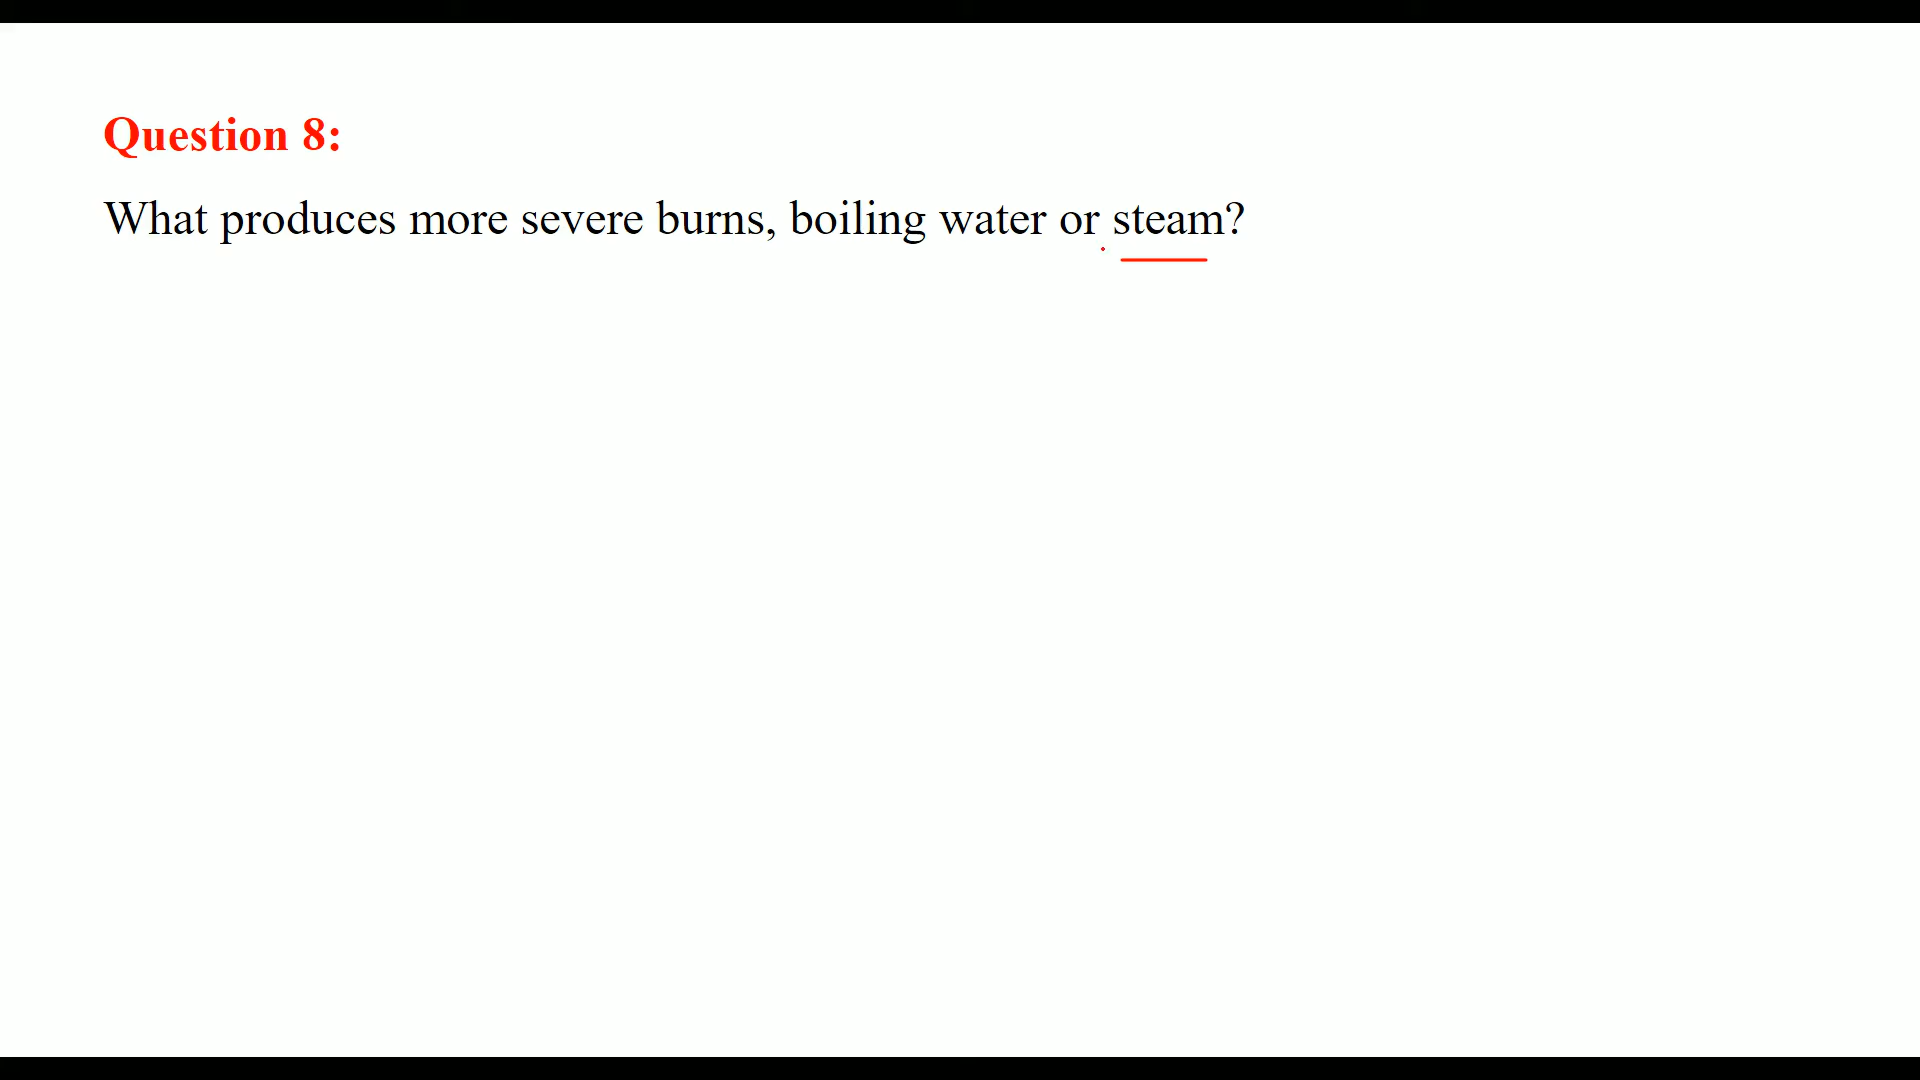 Question 8:
What produces more severe burns, boiling water or steam?